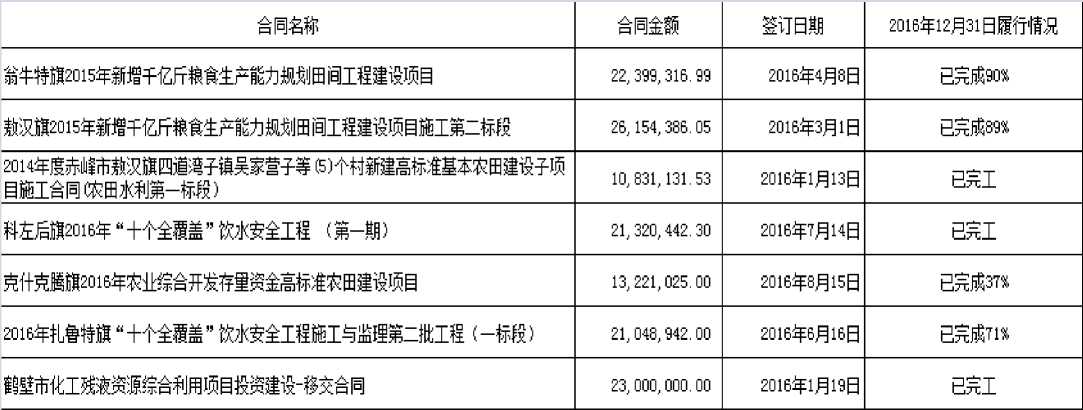 合同名称 合同金额 签订日期 2016年12月31日履行情况
翁牛特旗2015年新增千亿斤粮食生产能力规划田间工程建设项目 22,399,316.99 2016年4月8日 已完成90%
敖汉旗2015年新增千亿斤粮食生产能力规划田间工程建设项目施工第二标段 26,154,386.05 2016年3月1日 已完成89%
2014年度赤峰市敖汉旗四道湾子镇吴家营子等(5)个村新建高标准基本农田建设子项
目施工合同(农田水利第一标段) 10,831,131.53 2016年1月13日 已完工
科左后旗2016年“十个全覆盖”饮水安全工程 (第一期) 21,320,442.30 2016年7月14日 已完工
克什克腾旗2016年农业综合开发存量资金高标准农田建设项目 13,221,025.00 2016年8月15日 已完成37%
2016年扎鲁特旗“十个全覆盖”饮水安全工程施工与监理第二批工程(一标段) 21,048,942.00 2016年6月16日 已完成71%
鹤壁市化工残液资源综合利用项目投资建设-移交合同 23,000,000.00 2016年1月19日 已完工